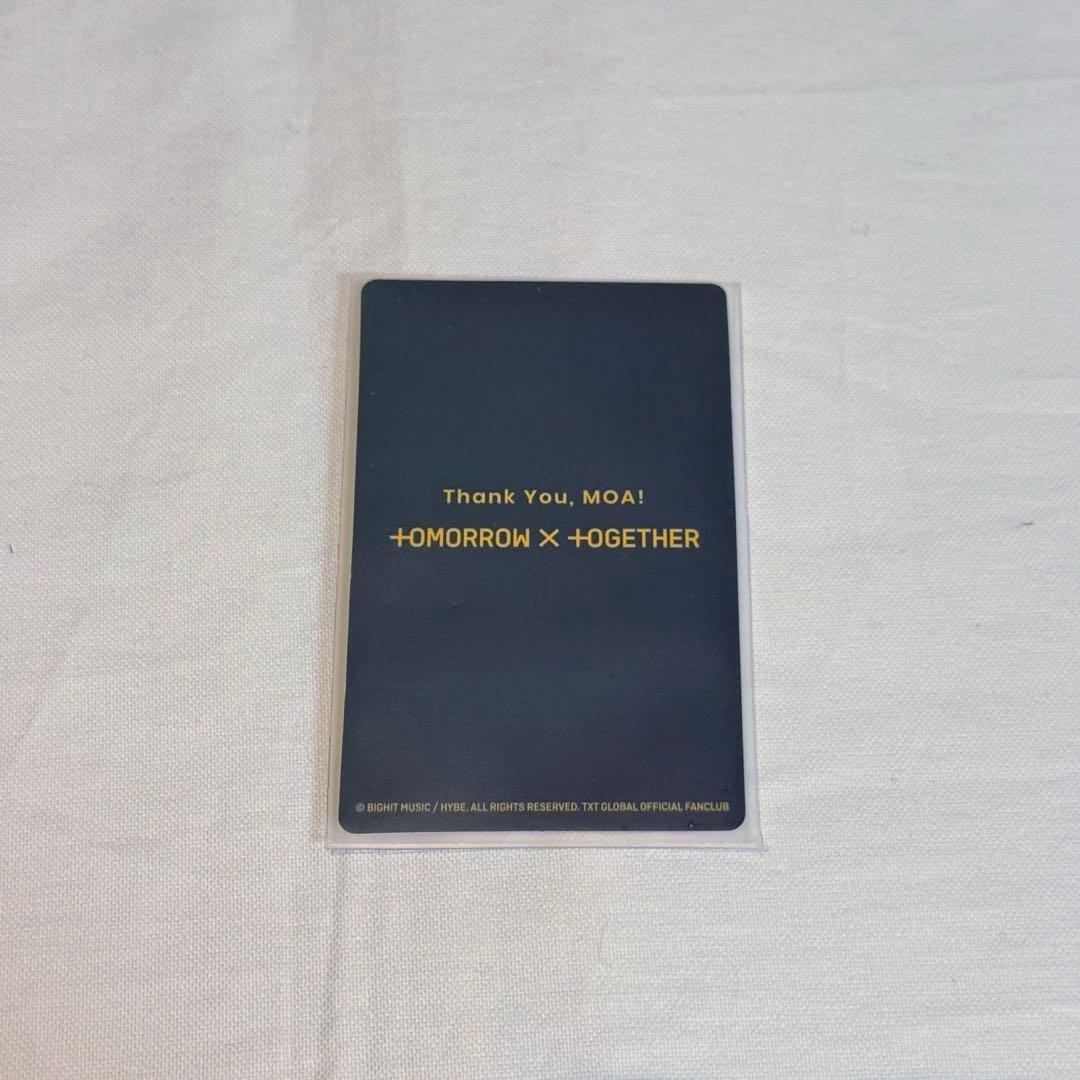 Thank You, MOA!
TOMORROW X TOGETHER
© BIGHIT MUSIC / HYBE. ALL RIGHTS RESERVED. TXT GLOBAL OFFICIAL FANCLUB